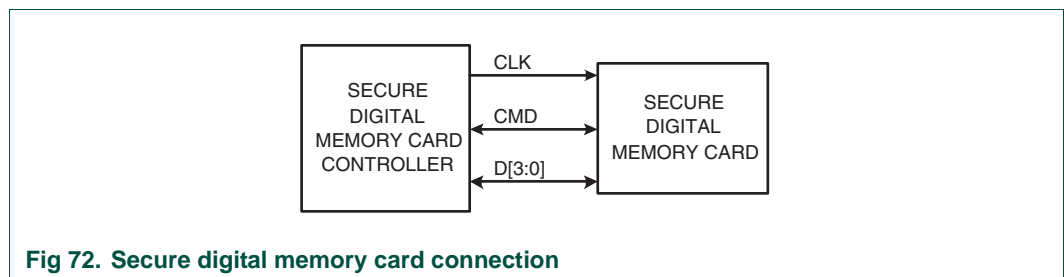 SECURE
DIGITAL
MEMORY CARD
CONTROLLER
CLK
CMD
D[3:0]
SECURE
DIGITAL
MEMORY CARD
Fig 72. Secure digital memory card connection